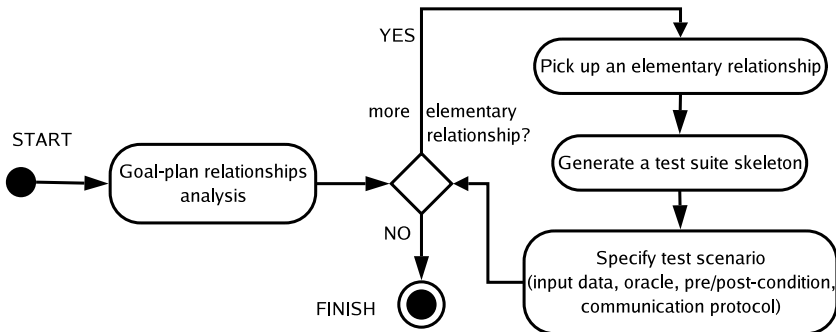 START
Goal-plan relationships
analysis
YES
more elementary
relationship?
NO
FINISH
Pick up an elementary relationship
Generate a test suite skeleton
Specify test scenario
(input data, oracle, pre/post-condition,
communication protocol)